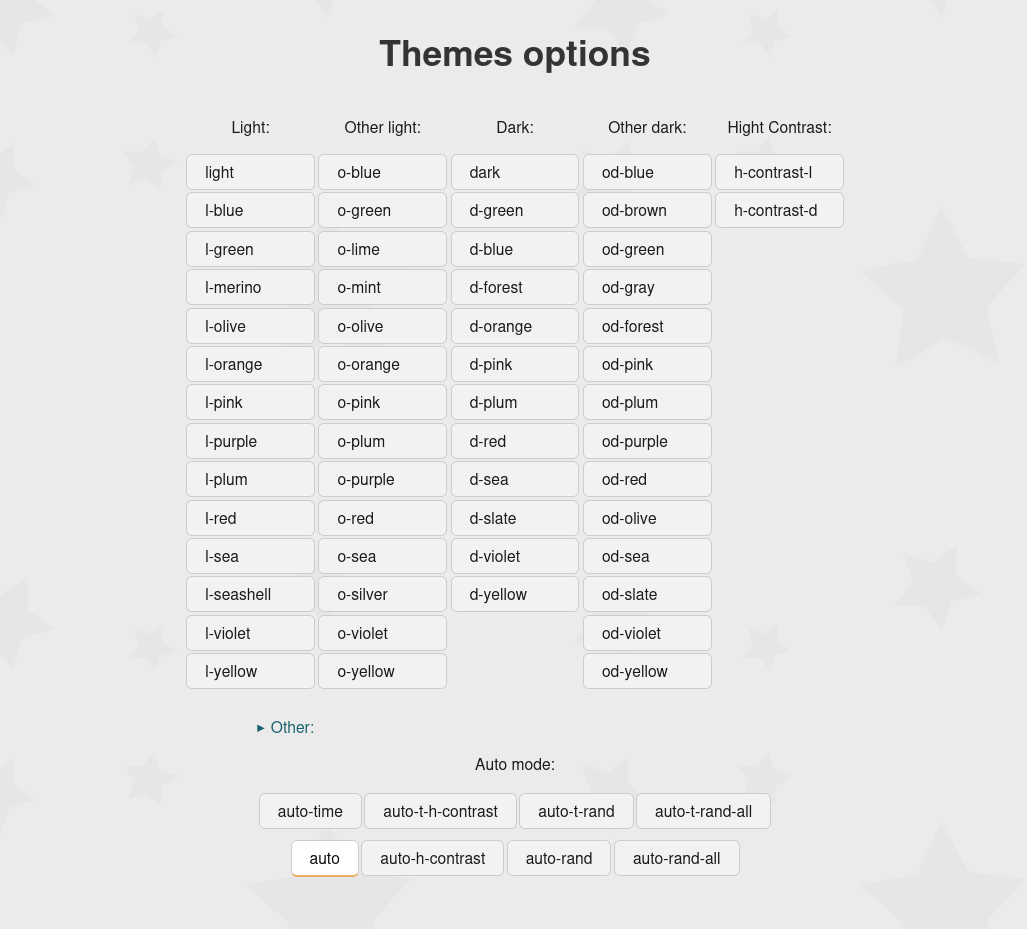 Themes options
Light: Other light: Dark: Other dark: Hight Contrast:
light o-blue dark od-blue h-contrast-l
l-blue o-green d-green od-brown h-contrast-d
l-green o-lime d-blue od-green
l-merino o-mint d-forest od-gray
l-olive o-olive d-orange od-forest
l-orange o-orange d-pink od-pink
l-pink o-pink d-plum od-plum
l-purple o-plum d-red od-purple
l-plum o-purple d-sea od-red
l-red o-red d-slate od-olive
l-sea o-sea d-violet od-sea
l-seashell o-silver d-yellow od-slate
l-violet o-violet od-violet
l-yellow o-yellow od-yellow
▸ Other:
Auto mode:
auto-time auto-t-h-contrast auto-t-rand auto-t-rand-all
auto auto-h-contrast auto-rand auto-rand-all